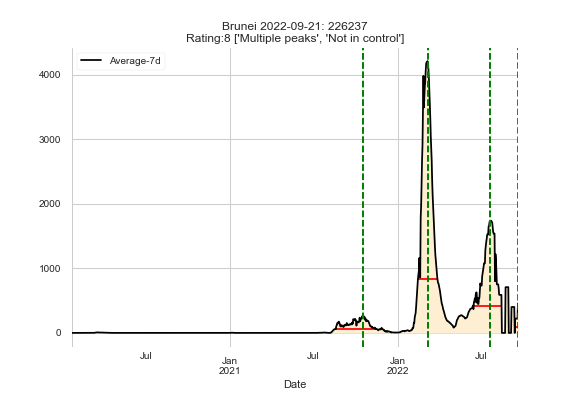 Brunei 2022-09-21: 226237
Rating:8 ['Multiple peaks', 'Not in control']
Average-7d
4000
3000
2000
1000
0
Jul
Jan
2021
Jul
Jan
2022
Jul
Date